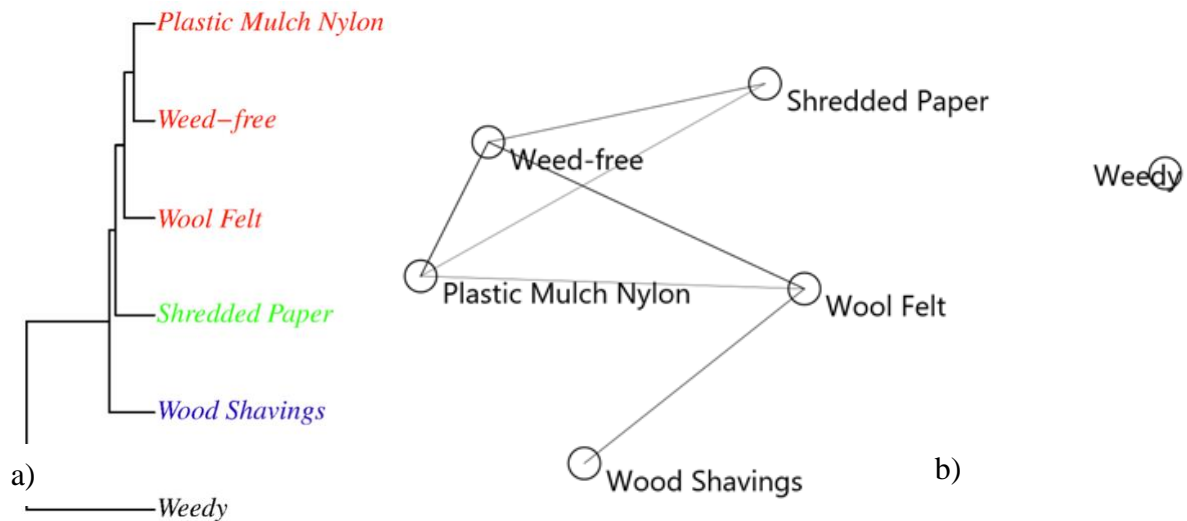 Plastic Mulch Nylon
Weed−free
Wool Felt
Shredded Paper
Wood Shavings
a)
Weedy
Shredded Paper
Weed-free
Weedy
Plastic Mulch Nylon
Wool Felt
Wood Shavings
b)